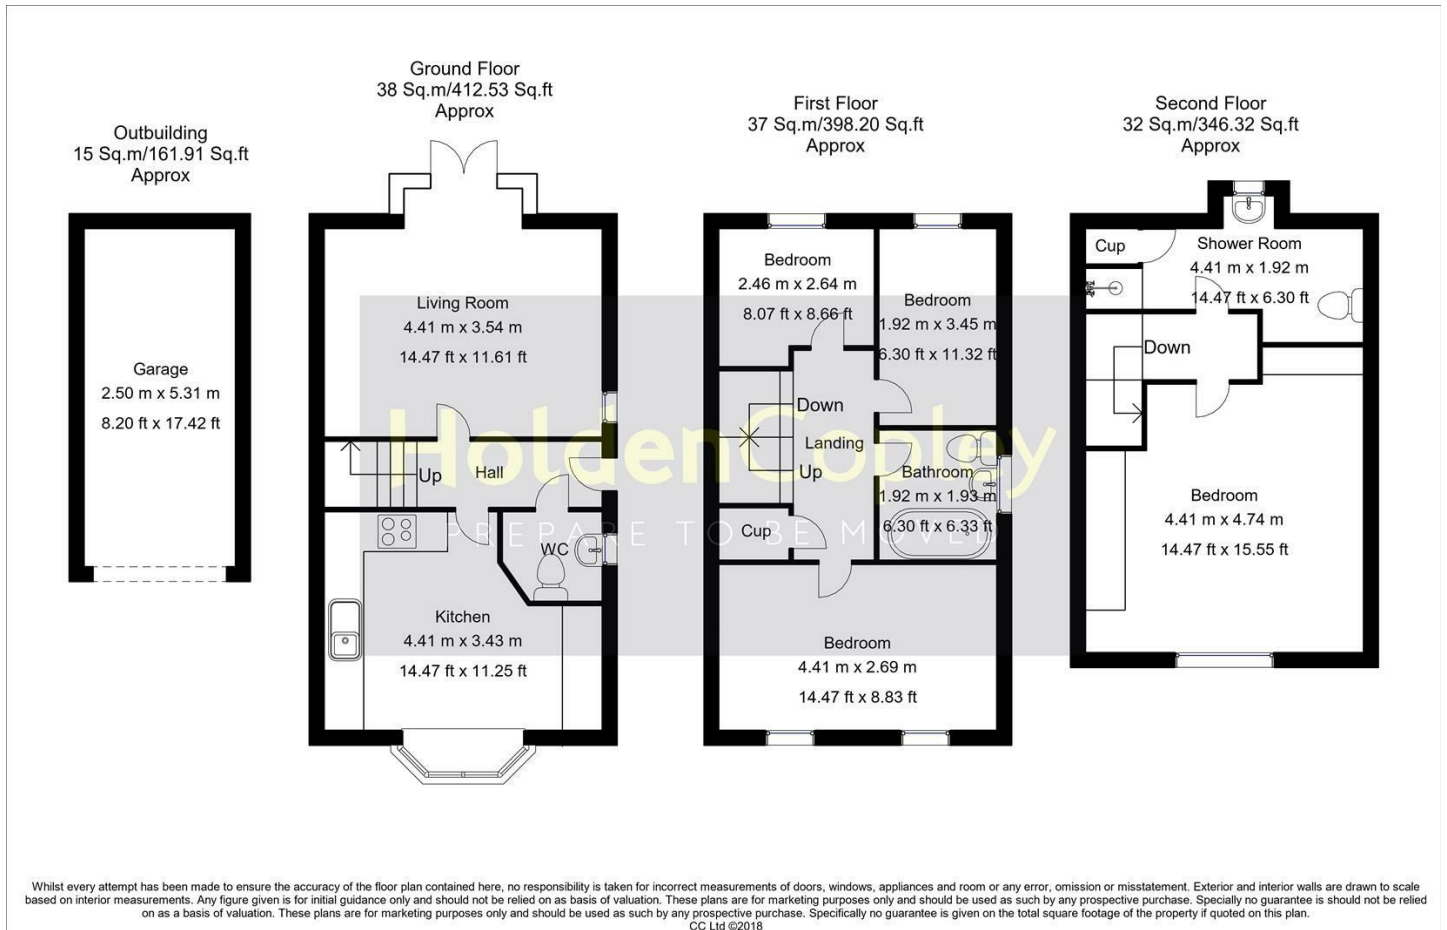 Outbuilding
15 Sq.m/161.91 Sq.ft
Approx
Garage
2.50 m x 5.31 m
8.20 ft x 17.42 ft
Ground Floor
38 Sq.m/412.53 Sq.ft
Approx
Living Room
4.41 m x 3.54 m
14.47 ft x 11.61 ft
Up
Hall
WC
Kitchen
4.41 m x 3.43 m
14.47 ft x 11.25 ft
First Floor
37 Sq.m/398.20 Sq.ft
Approx
Bedroom
2.46 m x 2.64 m
8.07 ft x 8.66 ft
Bedroom
1.92 m x 3.45 m
6.30 ft x 11.32 ft
Down
Landing
Up
Bathroom
1.92 m x 1.93 m
6.30 ft x 6.33 ft
Cup
Bedroom
4.41 m x 2.69 m
14.47 ft x 8.83 ft
Second Floor
32 Sq.m/346.32 Sq.ft
Approx
Cup
Shower Room
4.41 m x 1.92 m
14.47 ft x 6.30 ft
Down
Bedroom
4.41 m x 4.74 m
14.47 ft x 15.55 ft
HoldenCopley
PREPARE TO BE MOVED
Whilst every attempt has been made to ensure the accuracy of the floor plan contained here, no responsibility is taken for incorrect measurements of doors, windows, appliances and room or any error, omission or misstatement. Exterior and interior walls are drawn to scale
based on interior measurements. Any figure given is for initial guidance only and should not be relied on as basis of valuation. These plans are for marketing purposes only and should be used as such by any prospective purchase. Specially no guarantee is should not be relied
on as a basis of valuation. These plans are for marketing purposes only and should be used as such by any prospective purchase. Specifically no guarantee is given on the total square footage of the property if quoted on this plan.
CC Ltd ©2018